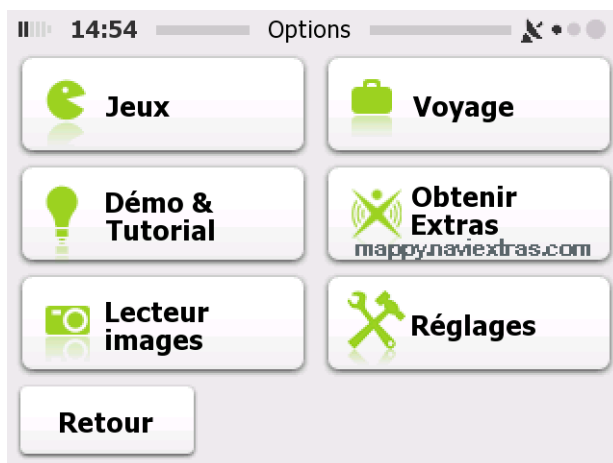 14:54 Options
Jeux
Voyage
Démo &
Tutorial
Obtenir
Extras
mappy.naviextras.com
Lecteur
images
Réglages
Retour